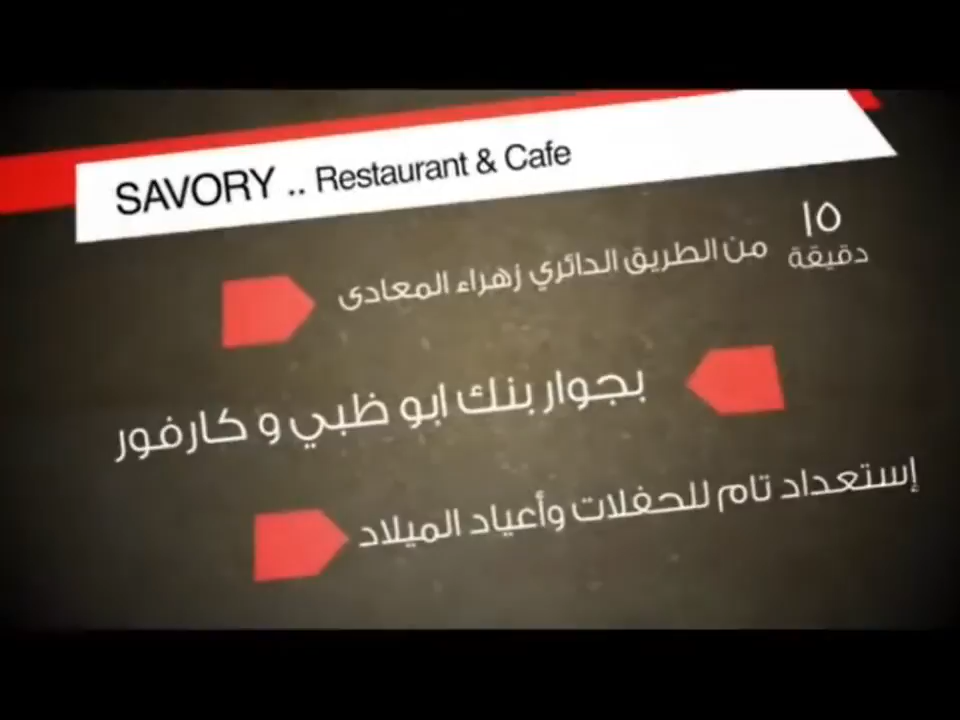 SAVORY .. Restaurant & Cafe
١٥ دقيقة من الطريق الدائري زهراء المعادى
بجوار بنك ابو ظبي و كارفور
إستعداد تام للحفلات وأعياد الميلاد